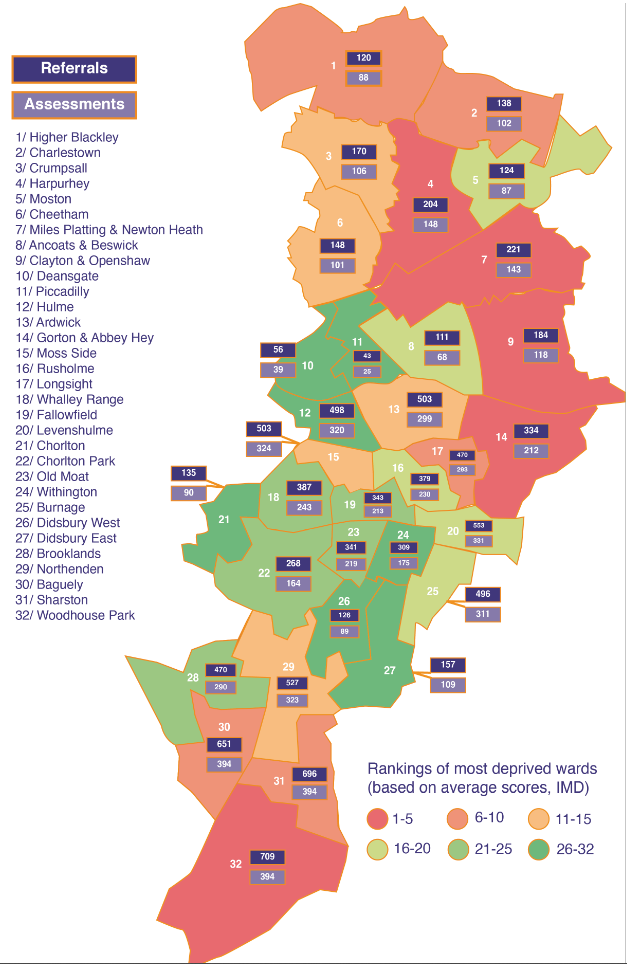 Referrals
Assessments
1/ Higher Blackley
2/ Charlestown
3/ Crumpsall
4/ Harpurhey
5/ Moston
6/ Cheetham
7/ Miles Platting & Newton Heath
8/ Ancoats & Beswick
9/ Clayton & Openshaw
10/ Deansgate
11/ Piccadilly
12/ Hulme
13/ Ardwick
14/ Gorton & Abbey Hey
15/ Moss Side
16/ Rusholme
17/ Longsight
18/ Whalley Range
19/ Fallowfield
20/ Levenshulme
21/ Chorlton
22/ Chorlton Park
23/ Old Moat
24/ Withington
25/ Burnage
26/ Didsbury West
27/ Didsbury East
28/ Brooklands
29/ Northenden
30/ Baguely
31/ Sharston
32/ Woodhouse Park
1
120
88
2
138
102
3
170
106
4
204
148
5
124
87
6
148
101
7
221
143
8
111
68
9
184
118
10
56
39
11
43
25
12
498
320
13
503
299
14
334
212
15
503
324
16
379
230
17
470
293
18
387
243
19
343
213
20
553
331
21
135
90
22
268
164
23
341
219
24
309
175
25
496
311
26
126
89
27
157
109
28
470
290
29
527
323
30
651
394
31
696
394
32
709
394
Rankings of most deprived wards
(based on average scores, IMD)
1-5
6-10
11-15
16-20
21-25
26-32